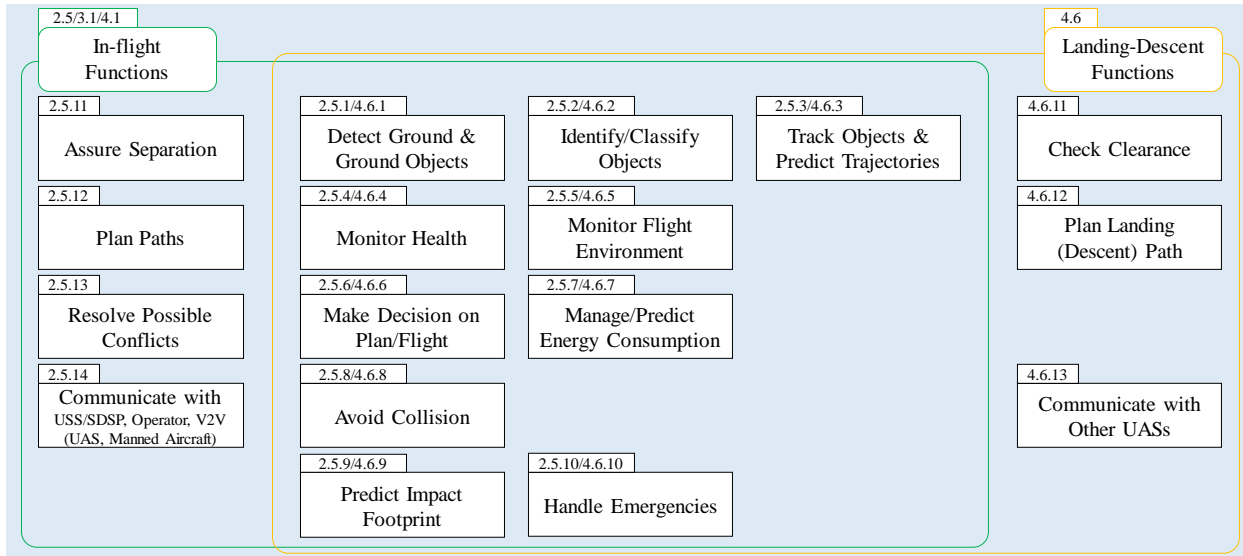 2.5/3.1/4.1
In-flight
Functions
4.6
Landing-Descent
Functions
2.5.11
Assure Separation
2.5.12
Plan Paths
2.5.13
Resolve Possible
Conflicts
2.5.14
Communicate with
USS/SDSP, Operator, V2V
(UAS, Manned Aircraft)
2.5.1/4.6.1
Detect Ground &
Ground Objects
2.5.2/4.6.2
Identify/Classify
Objects
2.5.3/4.6.3
Track Objects &
Predict Trajectories
2.5.4/4.6.4
Monitor Health
2.5.5/4.6.5
Monitor Flight
Environment
2.5.6/4.6.6
Make Decision on
Plan/Flight
2.5.7/4.6.7
Manage/Predict
Energy Consumption
2.5.8/4.6.8
Avoid Collision
2.5.9/4.6.9
Predict Impact
Footprint
2.5.10/4.6.10
Handle Emergencies
4.6.11
Check Clearance
4.6.12
Plan Landing
(Descent) Path
4.6.13
Communicate with
Other UASs